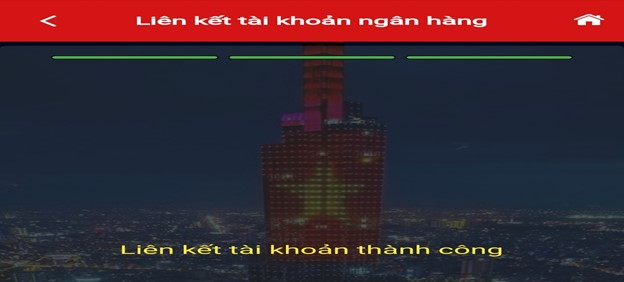 Liên kết tài khoản ngân hàng
Liên kết tài khoản thành công